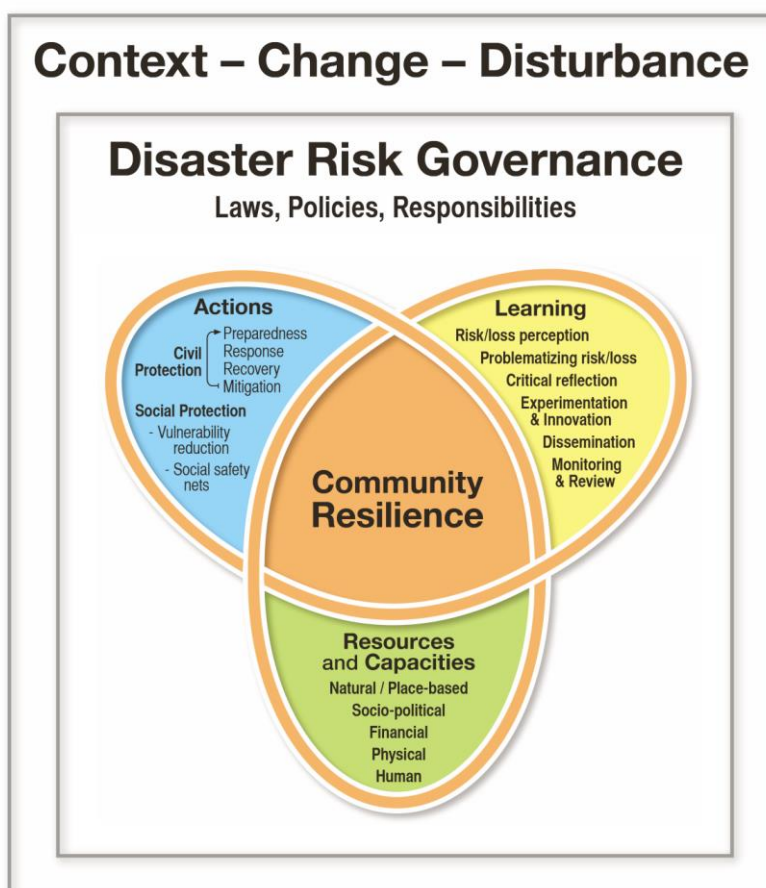 Context – Change – Disturbance
Disaster Risk Governance
Laws, Policies, Responsibilities
Actions
Civil
Protection
Preparedness
Response
Recovery
Mitigation
Social Protection
- Vulnerability
reduction
- Social safety
nets
Learning
Risk/loss perception
Problematizing risk/loss
Critical reflection
Experimentation
& Innovation
Dissemination
Monitoring
& Review
Community
Resilience
Resources
and Capacities
Natural / Place-based
Socio-political
Financial
Physical
Human